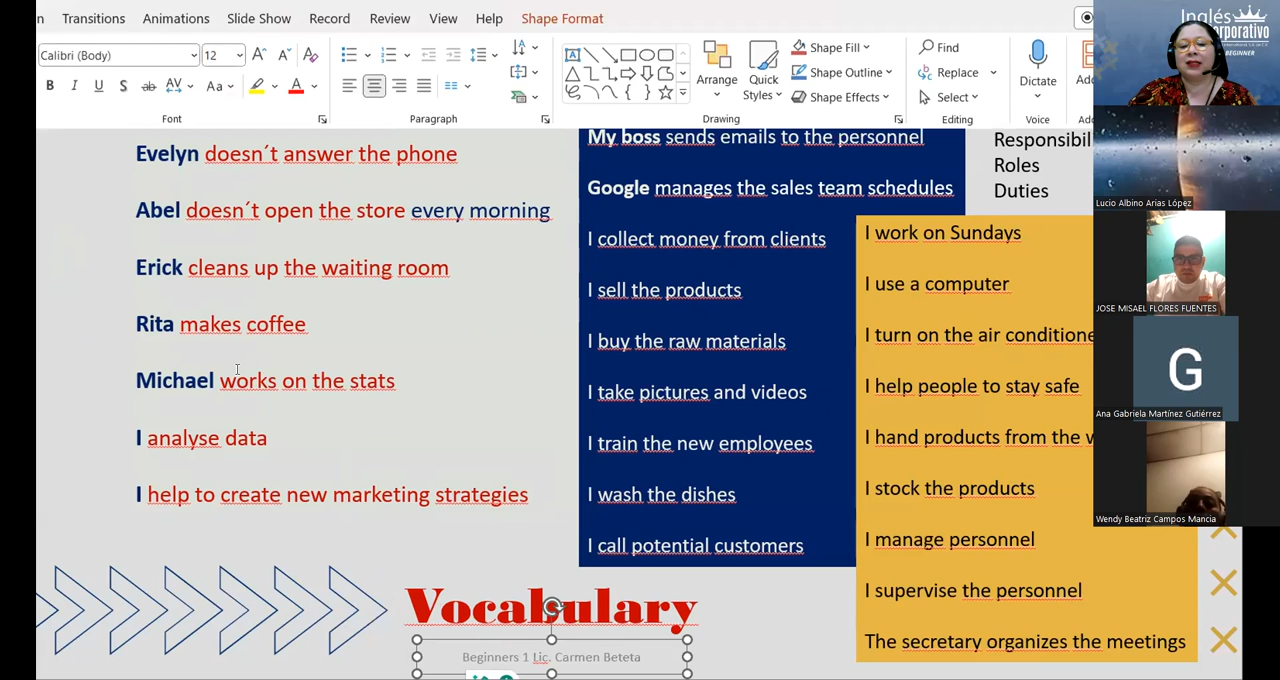 Transitions Animations Slide Show Record Review View Help Shape Format
Calibri (Body) 12
Aa
Shape Fill
Shape Outline
Shape Effects
Arrange
Quick Styles
Find
Replace
Select
Dictate
Font Paragraph Drawing Editing Voice
Inglés
BEGINNER
Evelyn doesn´t answer the phone
Abel doesn´t open the store every morning
Erick cleans up the waiting room
Rita makes coffee
Michael works on the stats
I analyse data
I help to create new marketing strategies
My boss sends emails to the personnel
Google manages the sales team schedules
I collect money from clients
I sell the products
I buy the raw materials
I take pictures and videos
I train the new employees
I wash the dishes
I call potential customers
Roles
Duties
I work on Sundays
I use a computer
I turn on the air
I help people to stay safe
I hand products from the
I stock the products
I manage personnel
I supervise the personnel
The secretary organizes the meetings
Vocabulary
Beginners 1 Lic. Carmen Beteta
Lucio Albino Arias López
JOSE MISAEL FLORES FUENTES
G
Ana Gabriela Martínez Gutiérrez
Wendy Beatriz Campos Mancia